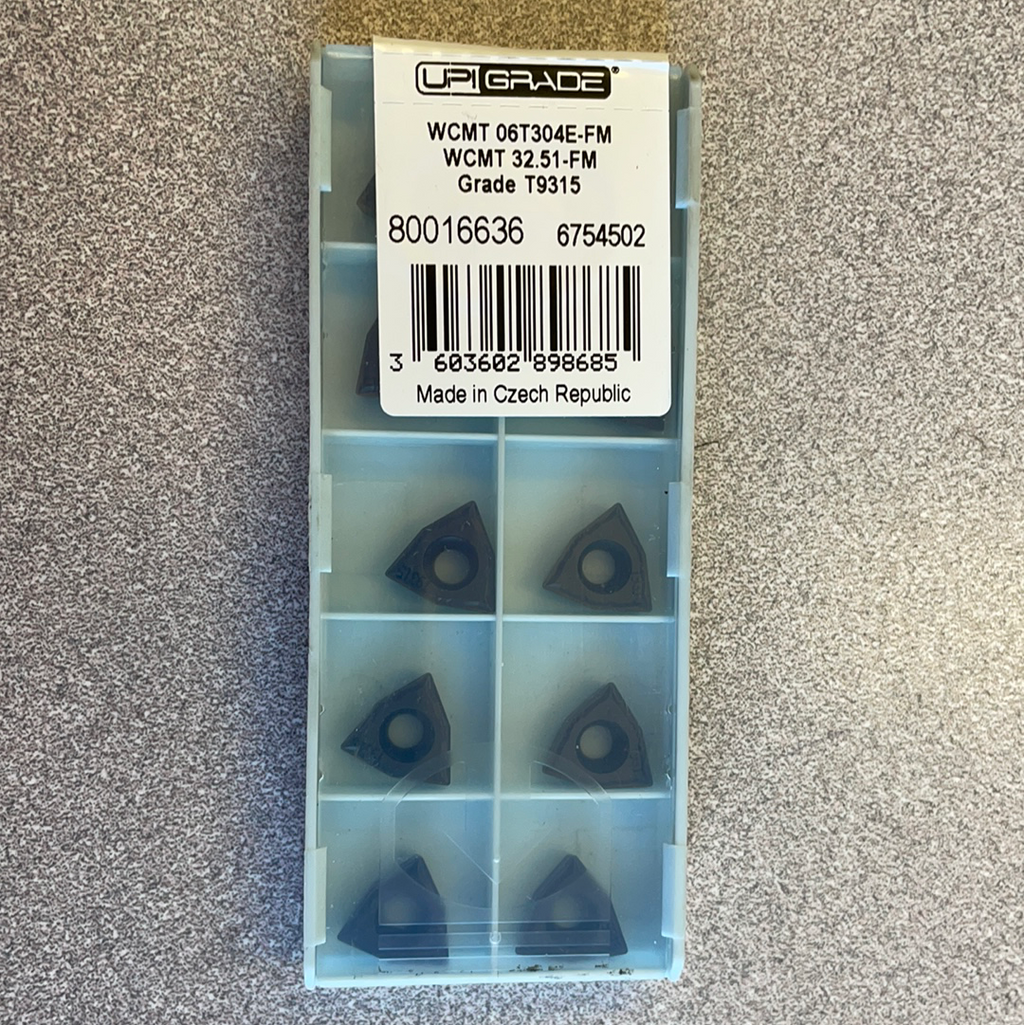 UP!GRADE®
WCMT 06T304E-FM
WCMT 32.51-FM
Grade T9315
80016636 6754502
3 603602 898685
Made in Czech Republic